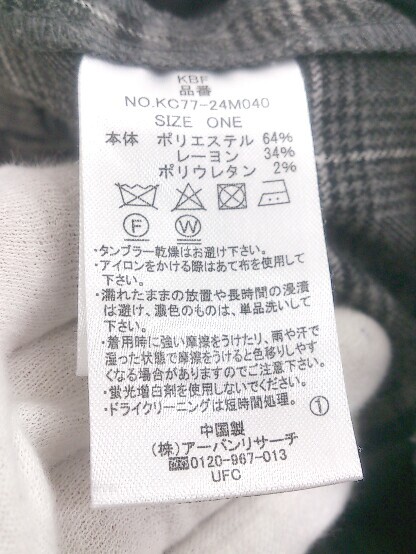 KBF
品番
NO.KC77-24M040
SIZE ONE
本体 ポリエステル 64%
レーヨン 34%
ポリウレタン 2%
F W
・タンブラー乾燥はお避け下さい。
・アイロンをかける際はあて布を使用して
下さい。
・濡れたままの放置や長時間の浸漬
は避け、濃色のものは、単品洗いして
下さい。
・着用時に強い摩擦をうけたり、雨や汗で
湿った状態で摩擦をうけると色移りしやす
くなる場合がありますのでご注意下さい。
・蛍光増白剤を使用しないでください。
・ドライクリーニングは短時間処理。
①
中国製
(株)アーバンリサーチ
0120-967-013
UFC